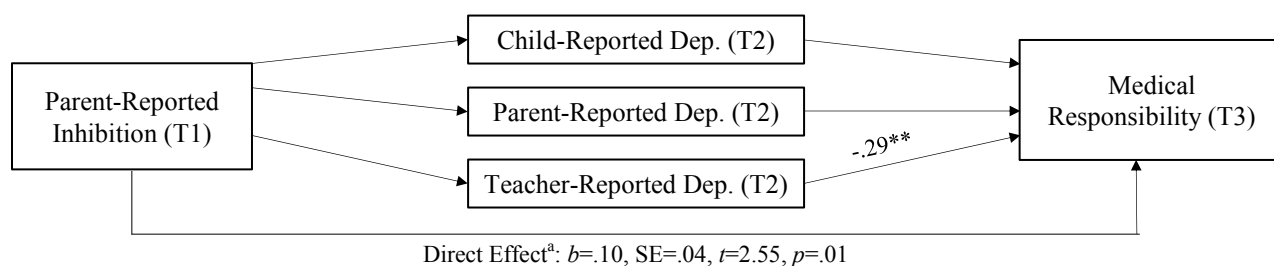 Child-Reported Dep. (T2)
Parent-Reported
Inhibition (T1)
Parent-Reported Dep. (T2)
Medical
Responsibility (T3)
-.29**
Teacher-Reported Dep. (T2)
Direct Effectᵃ: b=.10, SE=.04, t=2.55, p=.01